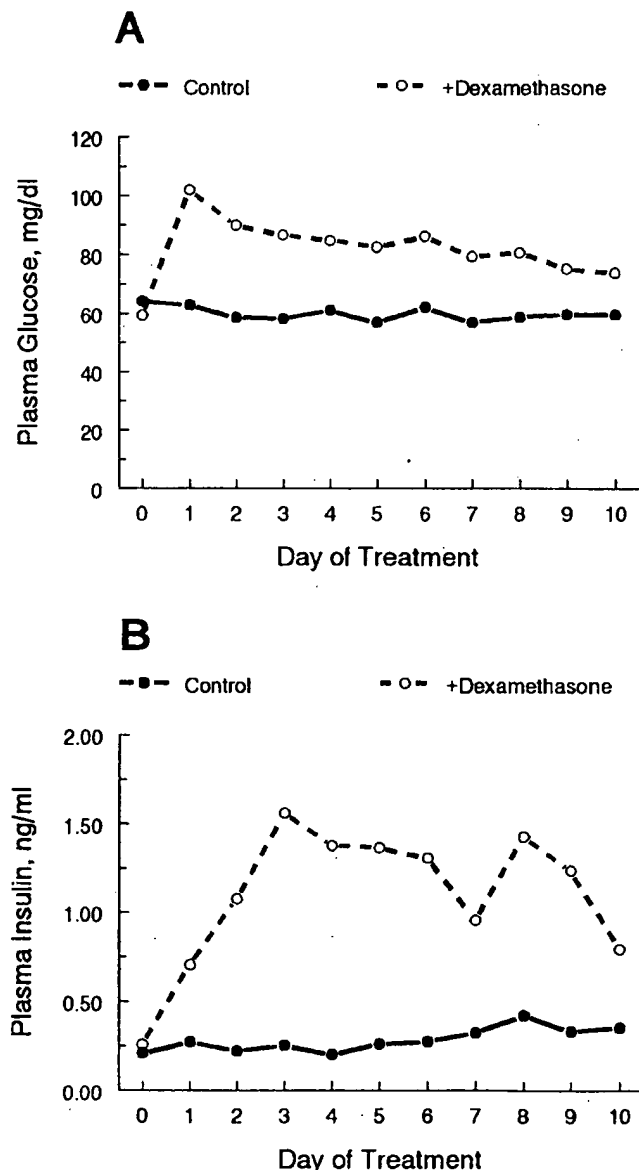 A
Control +Dexamethasone
120
100
80
60
40
20
0
Plasma Glucose, mg/dl
0 1 2 3 4 5 6 7 8 9 10
Day of Treatment
B
Control +Dexamethasone
2.00
1.50
1.00
0.50
0.00
Plasma Insulin, ng/ml
0 1 2 3 4 5 6 7 8 9 10
Day of Treatment